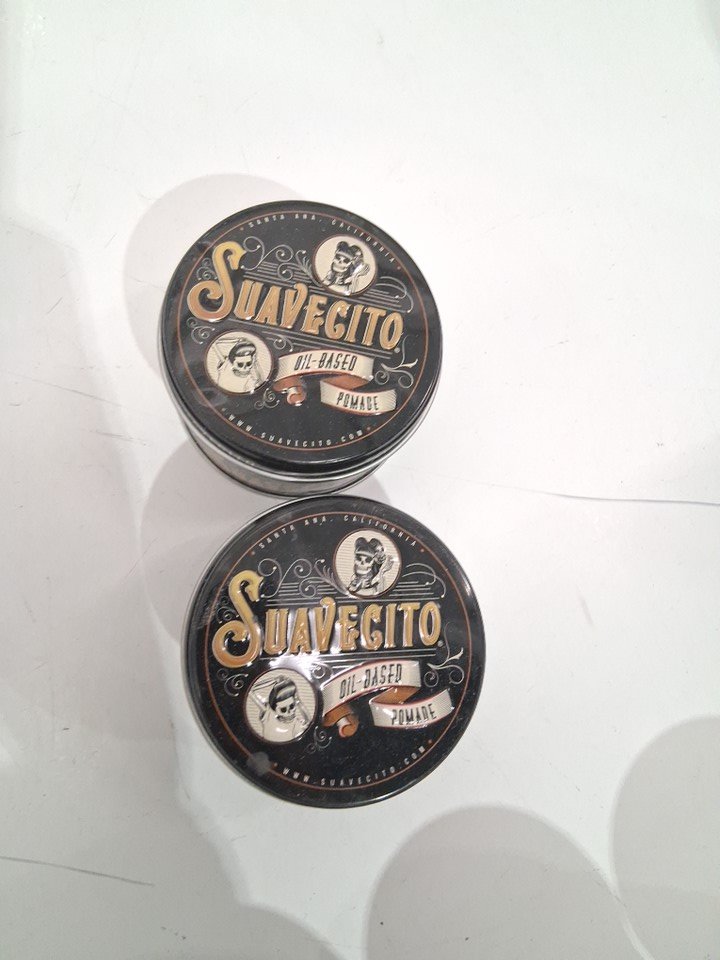 SANTA ANA, CALIFORNIA
SUAVECITO
OIL-BASED
POMADE
WWW.SUAVECITO.COM
SANTA ANA, CALIFORNIA
SUAVECITO
OIL-BASED
POMADE
WWW.SUAVECITO.COM